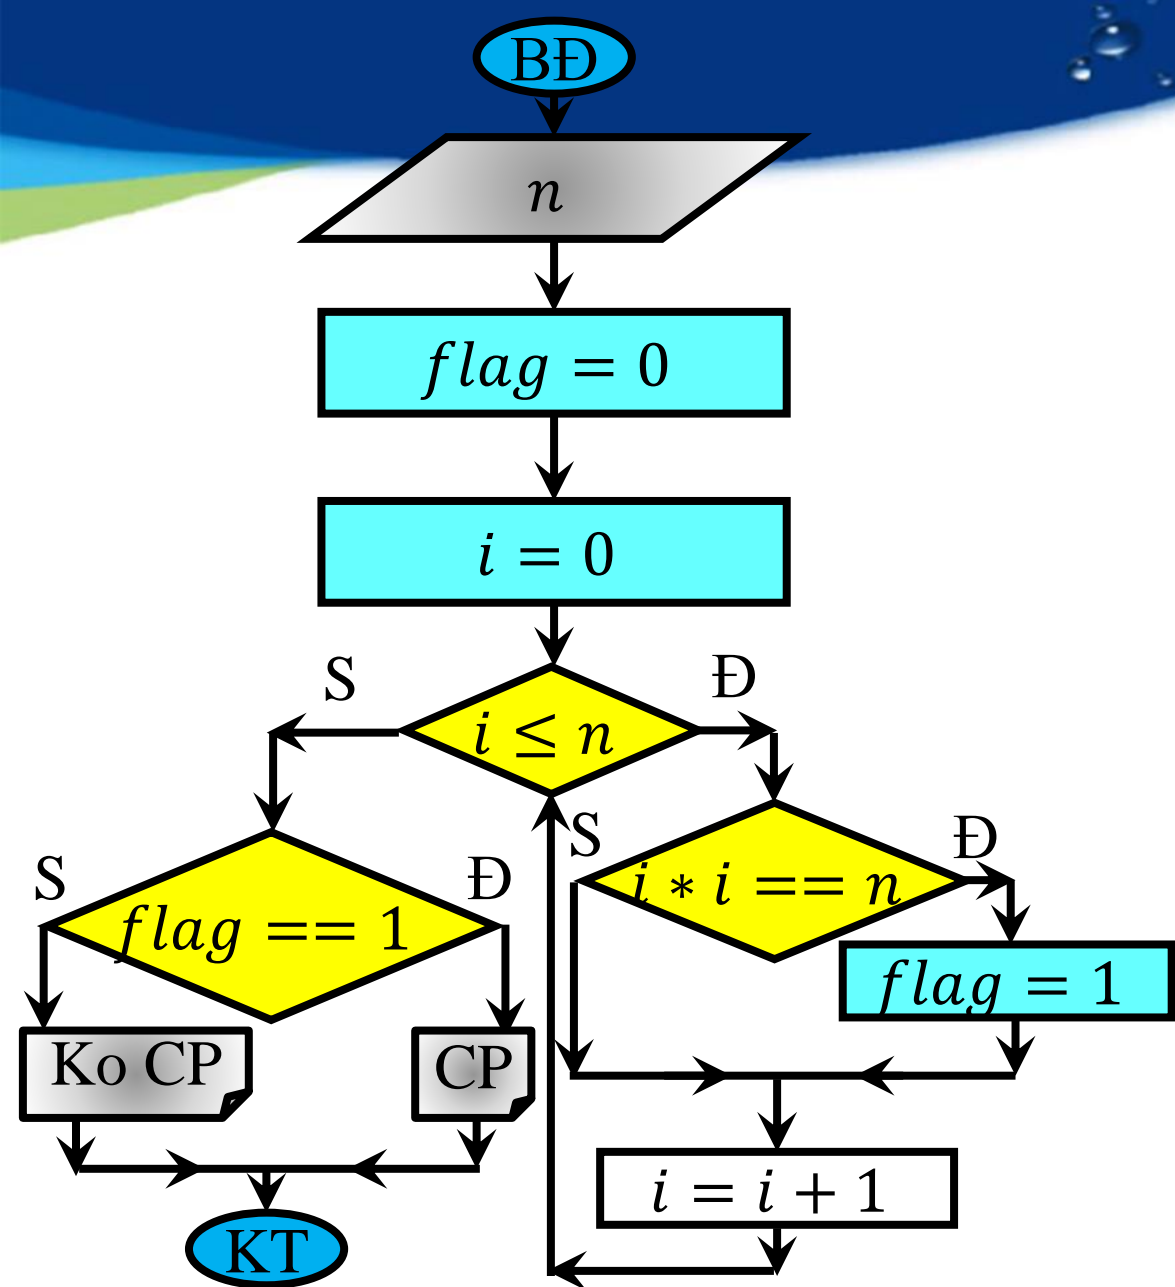 BĐ
n
flag = 0
i = 0
S
Đ
i ≤ n
S
Đ
i * i == n
S
Đ
flag == 1
flag = 1
Ko CP
CP
i = i + 1
KT